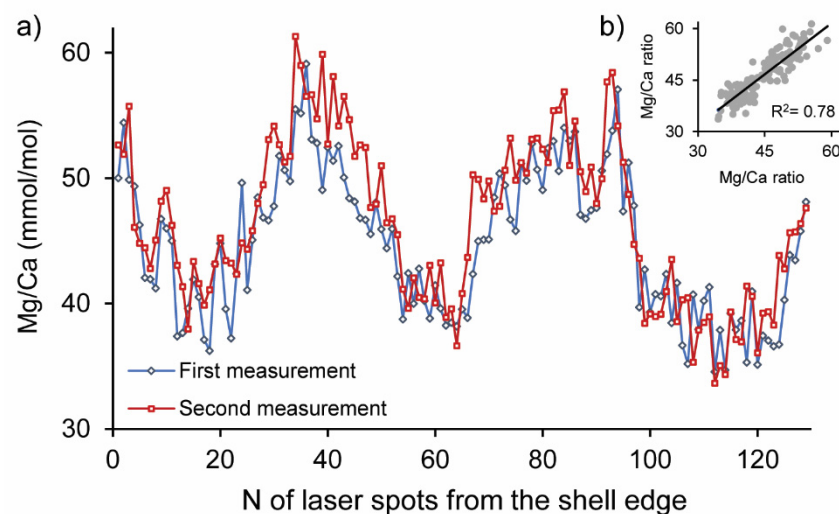 a)
60
50
40
30
Mg/Ca (mmol/mol)
0
20
40
60
80
100
120
N of laser spots from the shell edge
First measurement
Second measurement
b)
60
45
30
Mg/Ca ratio
R²= 0.78
30
45
60
Mg/Ca ratio